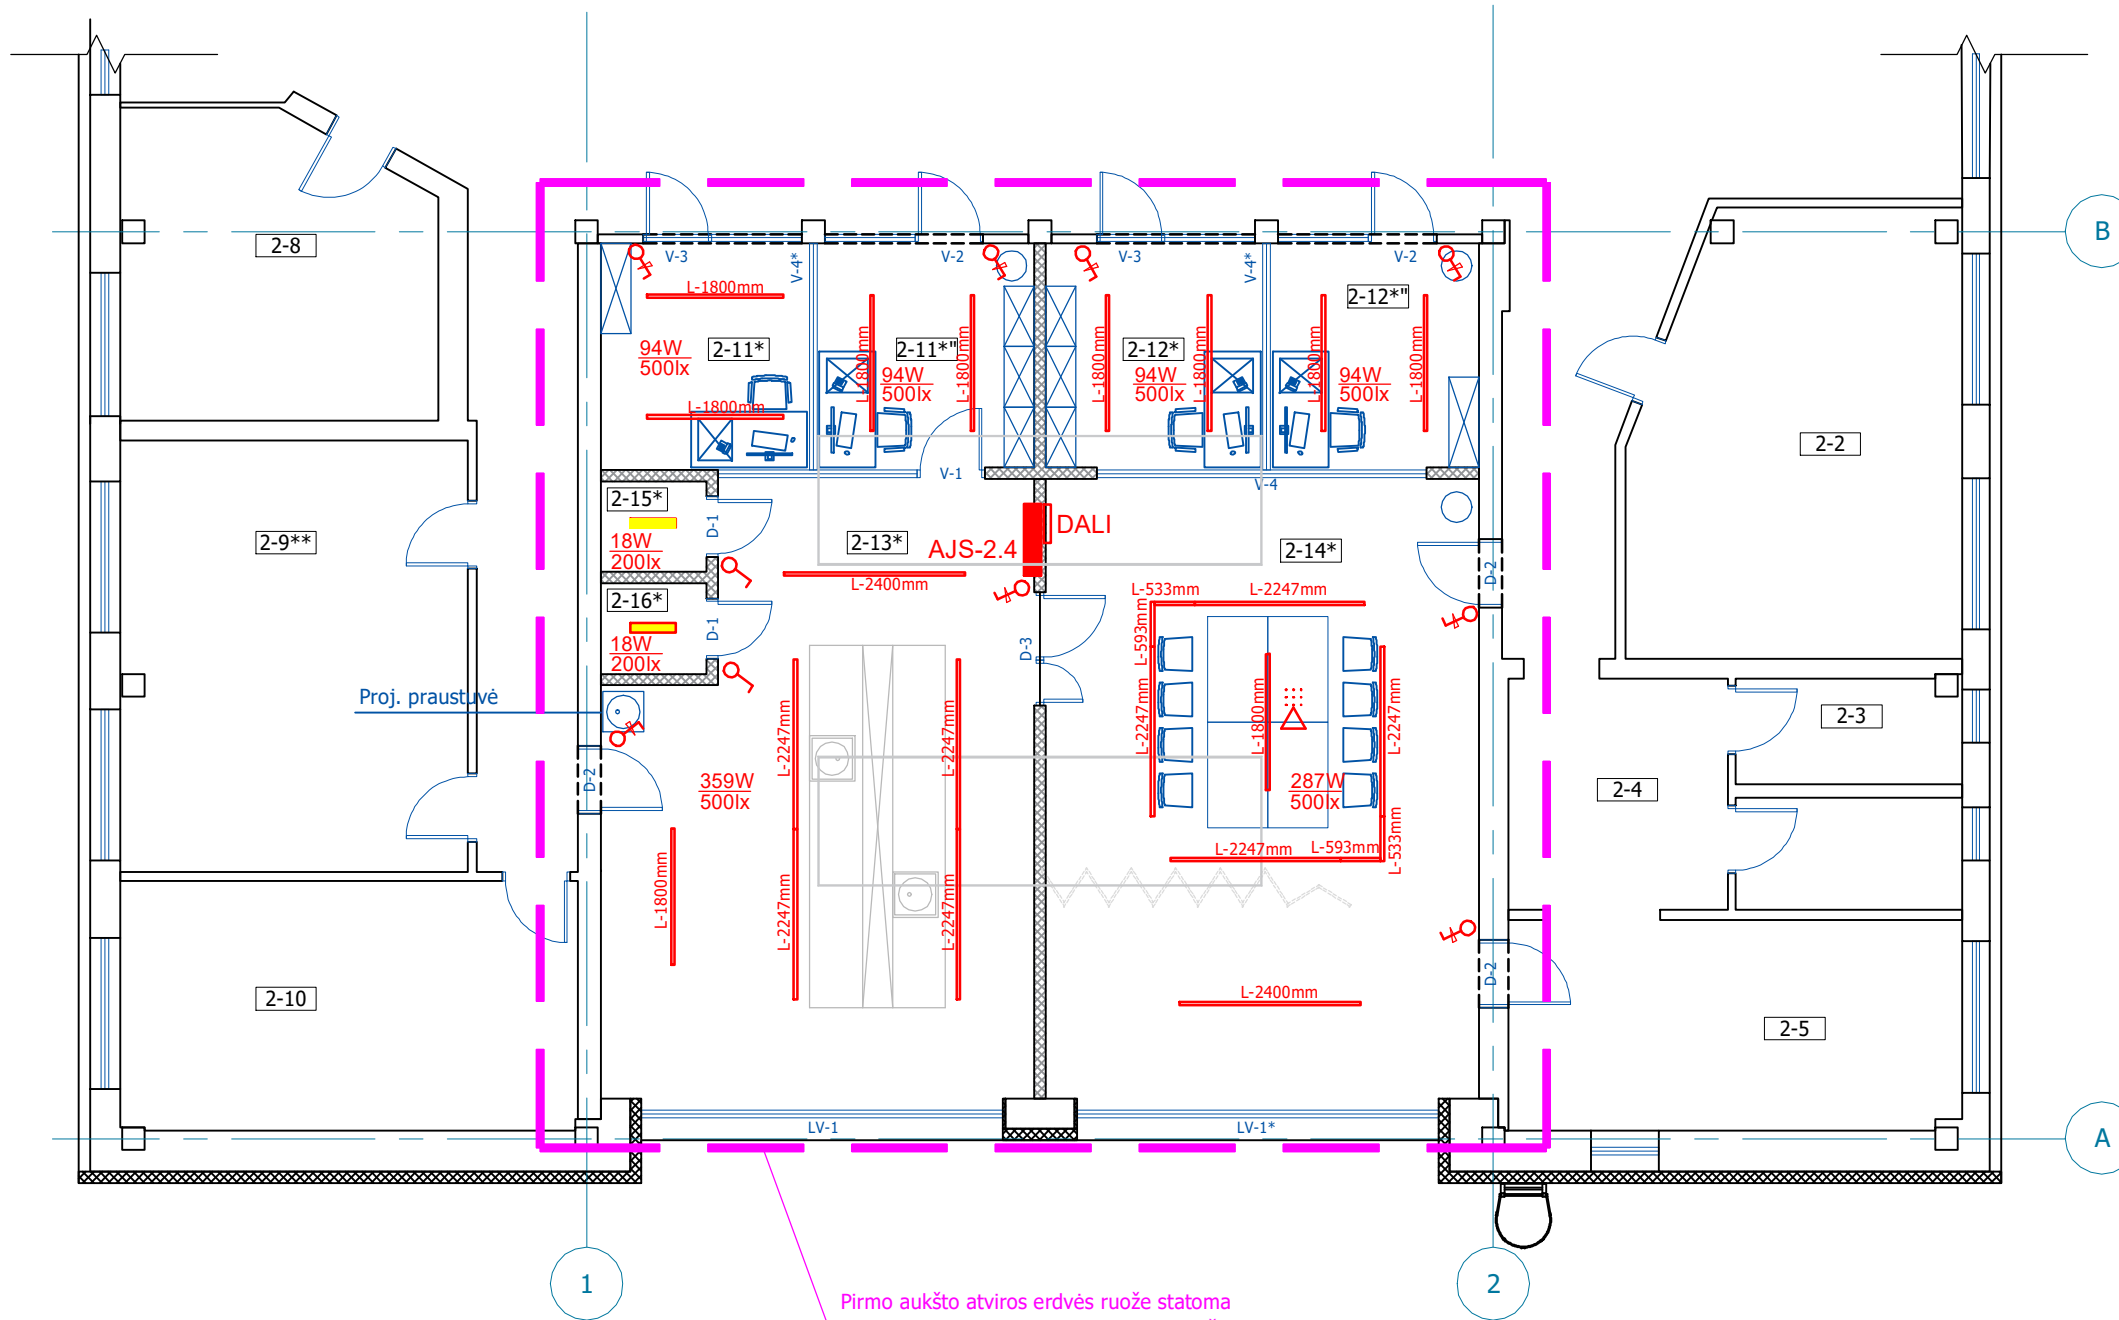 2-8
B
V-3
V-4*
V-2
V-3
V-4*
V-2
L-1800mm
2-12*"
94W
500lx
2-11*
2-11*"
L-1800mm
L-1800mm
94W
500lx
2-12*
L-1800mm
L-1800mm
94W
500lx
L-1800mm
L-1800mm
94W
500lx
L-1800mm
2-2
V-1
V-4
2-15*
D-1
18W
200lx
2-9**
2-13*
AJS-2.4
DALI
2-14*
D-2
L-2400mm
L-533mm
L-2247mm
2-16*
D-1
18W
200lx
D-3
L-593mm
Proj. praustuvė
L-2247mm
L-2247mm
L-2247mm
L-1800mm
L-2247mm
2-3
D-2
359W
500lx
287W
500lx
2-4
L-2247mm
L-593mm
L-533mm
L-1800mm
L-2247mm
L-2247mm
2-10
L-2400mm
D-2
2-5
LV-1
LV-1*
A
1
2
Pirmo aukšto atviros erdvės ruože statoma